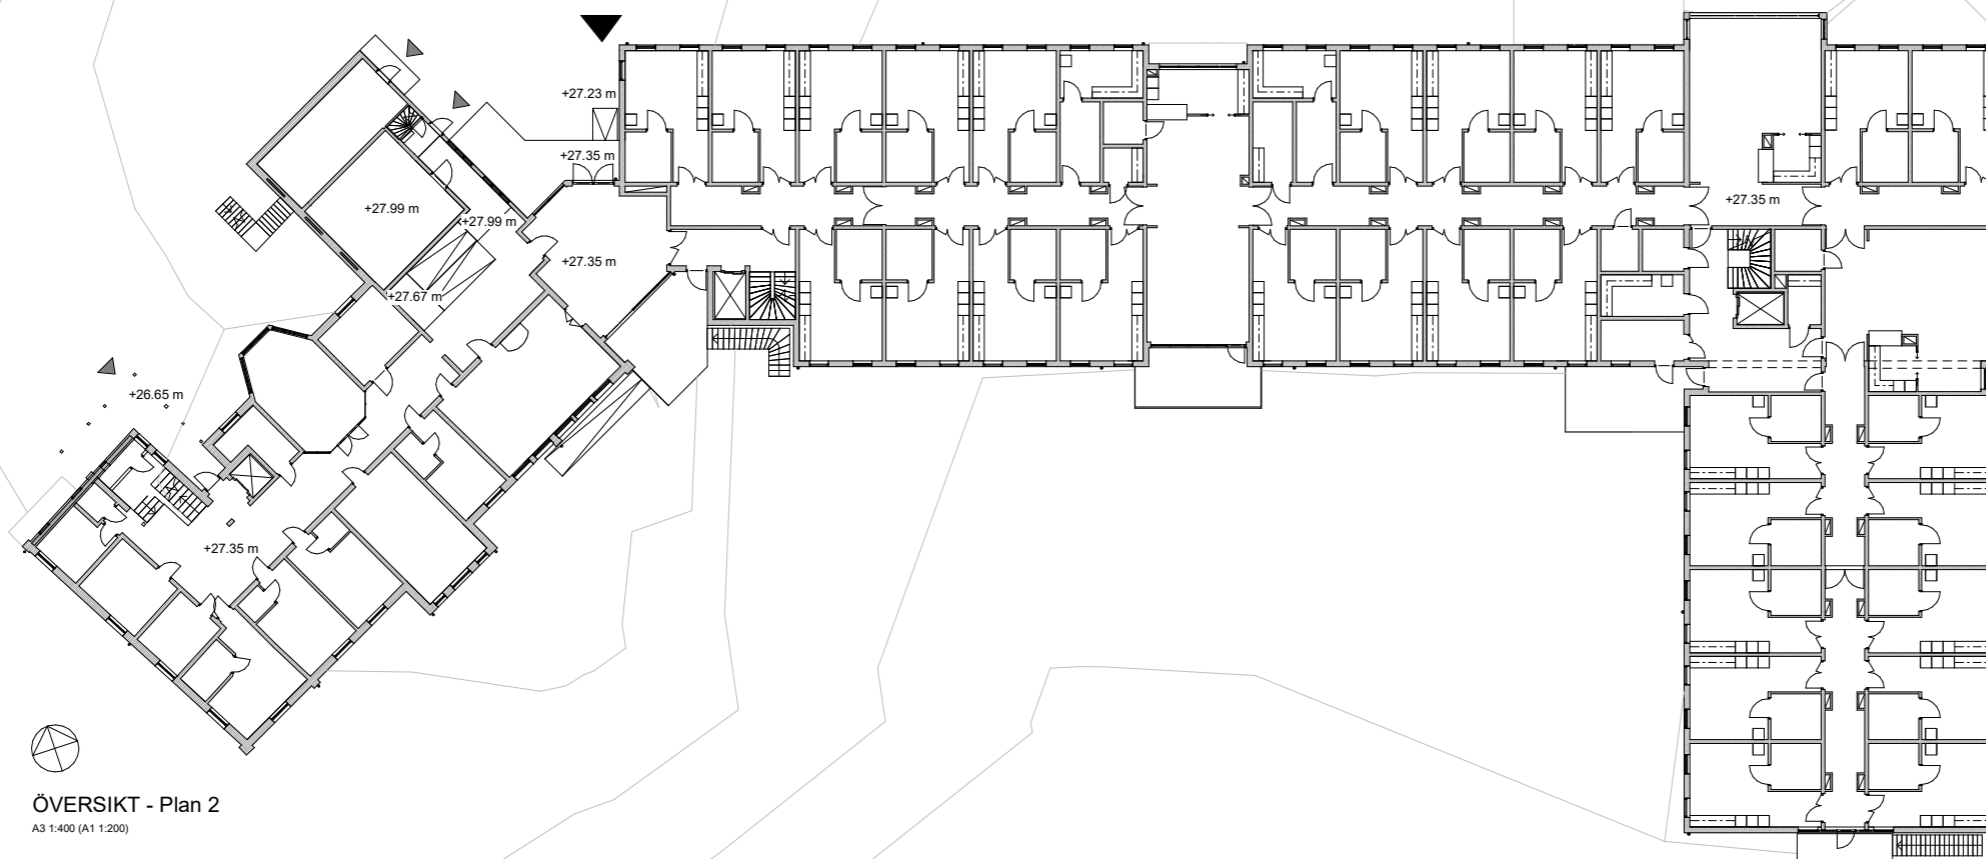 +27.23 m
+27.35 m
+27.99 m
+27.99 m
+27.35 m
+27.35 m
+27.67 m
+26.65 m
+27.35 m
ÖVERSIKT - Plan 2
A3 1:400 (A1 1:200)